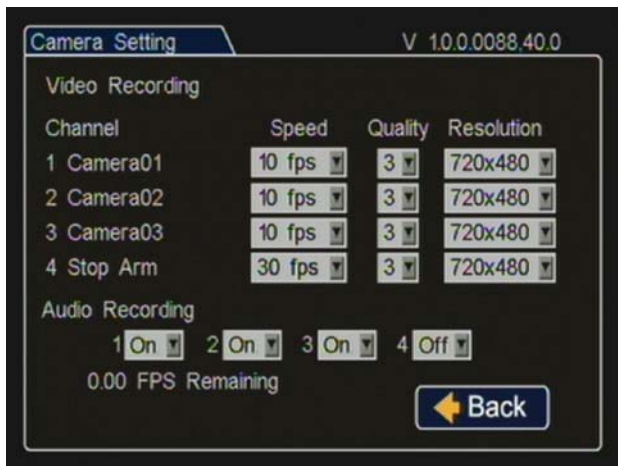 Camera Setting V 1.0.0.0088.40.0
Video Recording
Channel Speed Quality Resolution
1 Camera01 10 fps 3 720x480
2 Camera02 10 fps 3 720x480
3 Camera03 10 fps 3 720x480
4 Stop Arm 30 fps 3 720x480
Audio Recording
1 On 2 On 3 On 4 Off
0.00 FPS Remaining
Back